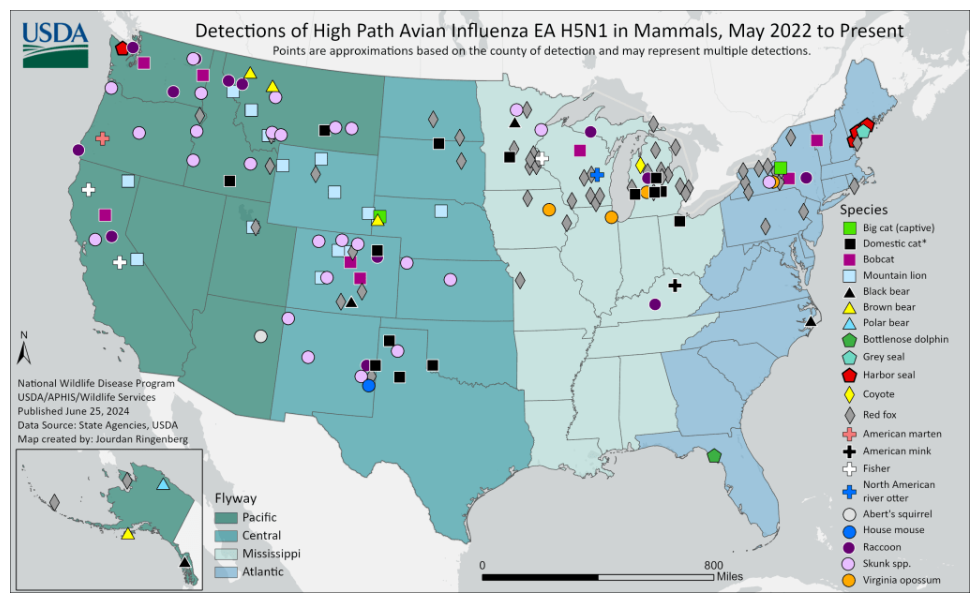 USDA
Detections of High Path Avian Influenza EA H5N1 in Mammals, May 2022 to Present
Points are approximations based on the county of detection and may represent multiple detections.
Species
Big cat (captive)
Domestic cat*
Bobcat
Mountain lion
Black bear
Brown bear
Polar bear
Bottlenose dolphin
Grey seal
Harbor seal
Coyote
Red fox
American marten
American mink
Fisher
North American
river otter
Abert's squirrel
House mouse
Raccoon
Skunk spp.
Virginia opossum
N
National Wildlife Disease Program
USDA/APHIS/Wildlife Services
Published June 25, 2024
Data Source: State Agencies, USDA
Map created by: Jourdan Ringenberg
Flyway
Pacific
Central
Mississippi
Atlantic
0 800
Miles